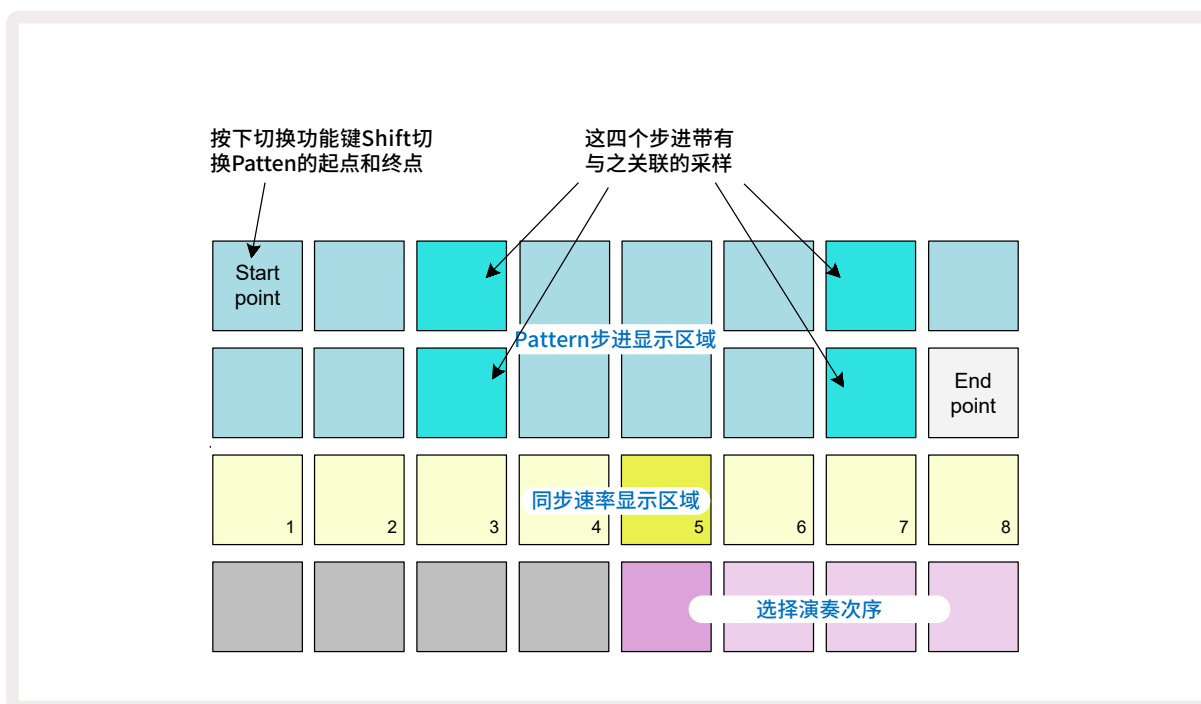 按下切换功能键Shift切
换Patten的起点和终点
这四个步进带有
与之关联的采样
Start
point
Pattern步进显示区域
End
point
同步速率显示区域
1
2
3
4
5
6
7
8
选择演奏次序